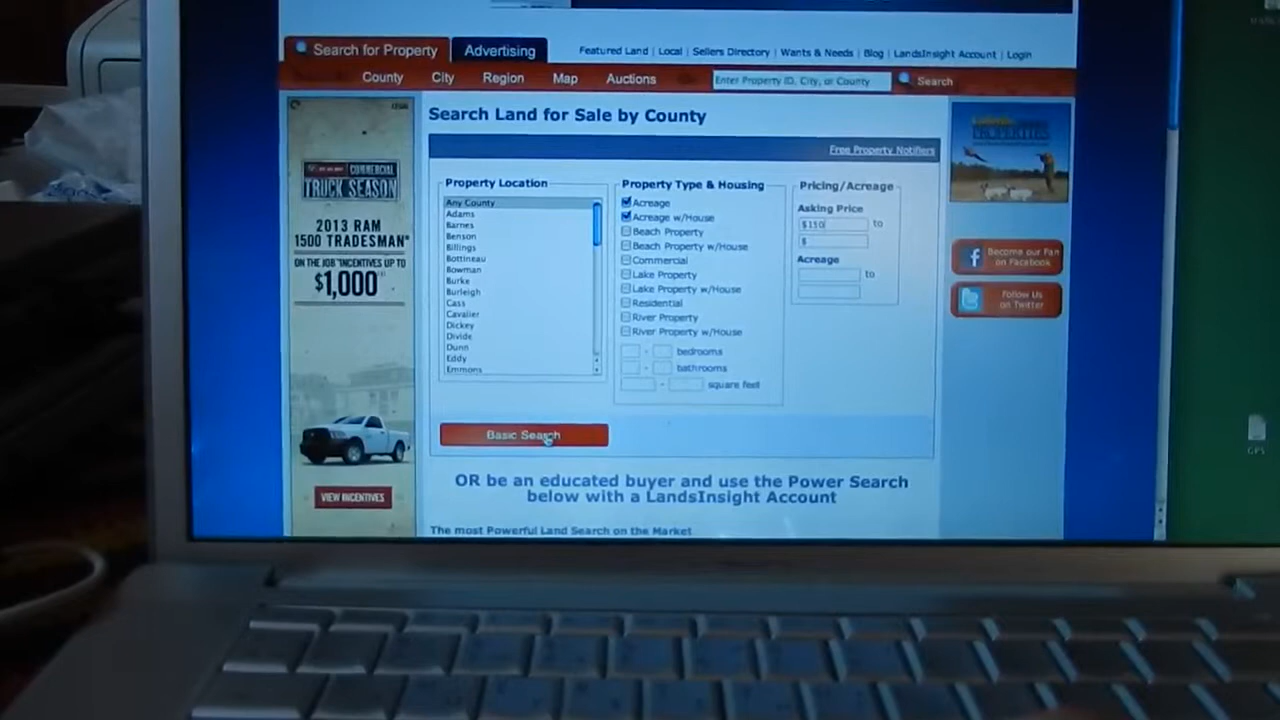 Search for Property
Advertising
Featured Land | Local | Sellers Directory | Wants & Needs | Blog | LandsInsight Account | Login
County City Region Map Auctions
Enter Property ID, City, or County
Search
COMMERCIAL
TRUCK SEASON
2013 RAM
1500 TRADESMAN*
ON THE JOB INCENTIVES UP TO
$1,000
VIEW INCENTIVES
Search Land for Sale by County
Free Property Notifiers
Property Location
Any County
Adams
Barnes
Benson
Billings
Bottineau
Bowman
Burke
Burleigh
Cass
Cavalier
Dickey
Divide
Dunn
Eddy
Emmons
Property Type & Housing
Acreage
Acreage w/House
Beach Property
Beach Property w/House
Commercial
Lake Property
Lake Property w/House
Residential
River Property
River Property w/House
- bedrooms
- bathrooms
- square feet
Pricing/Acreage
Asking Price
$150 to
$
Acreage
to
Basic Search
OR be an educated buyer and use the Power Search
below with a LandsInsight Account
The most Powerful Land Search on the Market
PROPERTIES
Become our Fan
on Facebook
Follow Us
on Twitter
GPS